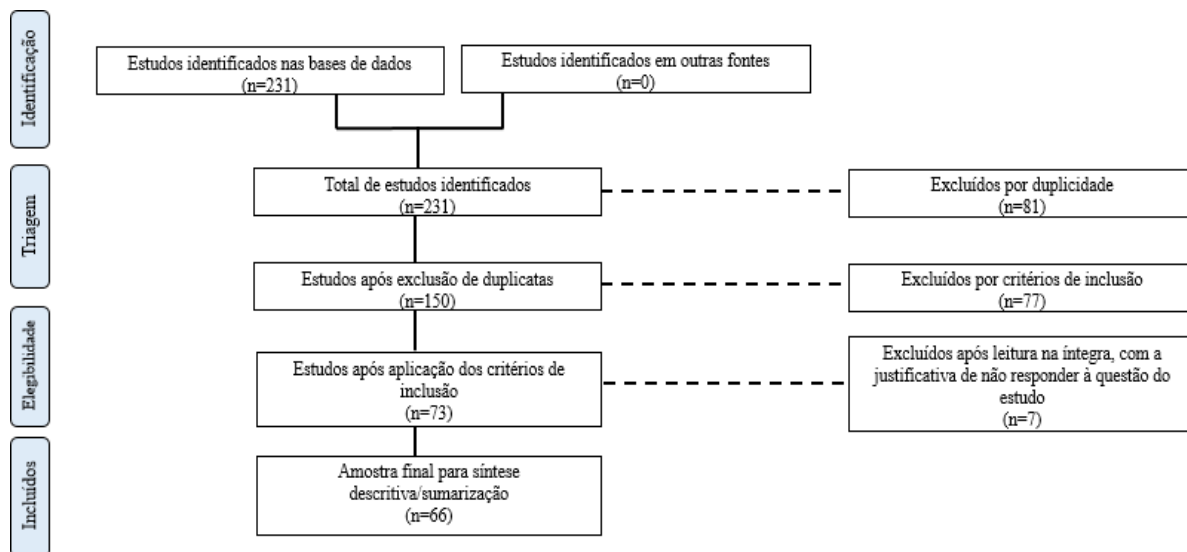 Identificação
Estudos identificados nas bases de dados
(n=231)
Estudos identificados em outras fontes
(n=0)
Triagem
Total de estudos identificados
(n=231)
Excluídos por duplicidade
(n=81)
Estudos após exclusão de duplicatas
(n=150)
Excluídos por critérios de inclusão
(n=77)
Elegibilidade
Estudos após aplicação dos critérios de
inclusão
(n=73)
Excluídos após leitura na íntegra, com a
justificativa de não responder à questão do
estudo
(n=7)
Incluídos
Amostra final para síntese
descritiva/sumarização
(n=66)